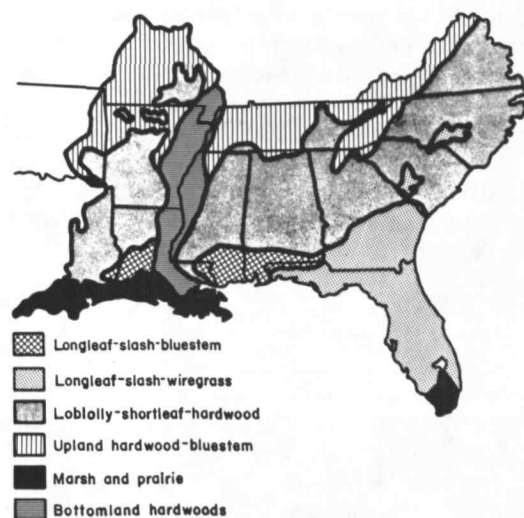 Longleaf-slash-bluestem
Longleaf-slash-wiregrass
Loblolly-shortleaf-hardwood
Upland hardwood-bluestem
Marsh and prairie
Bottomland hardwoods